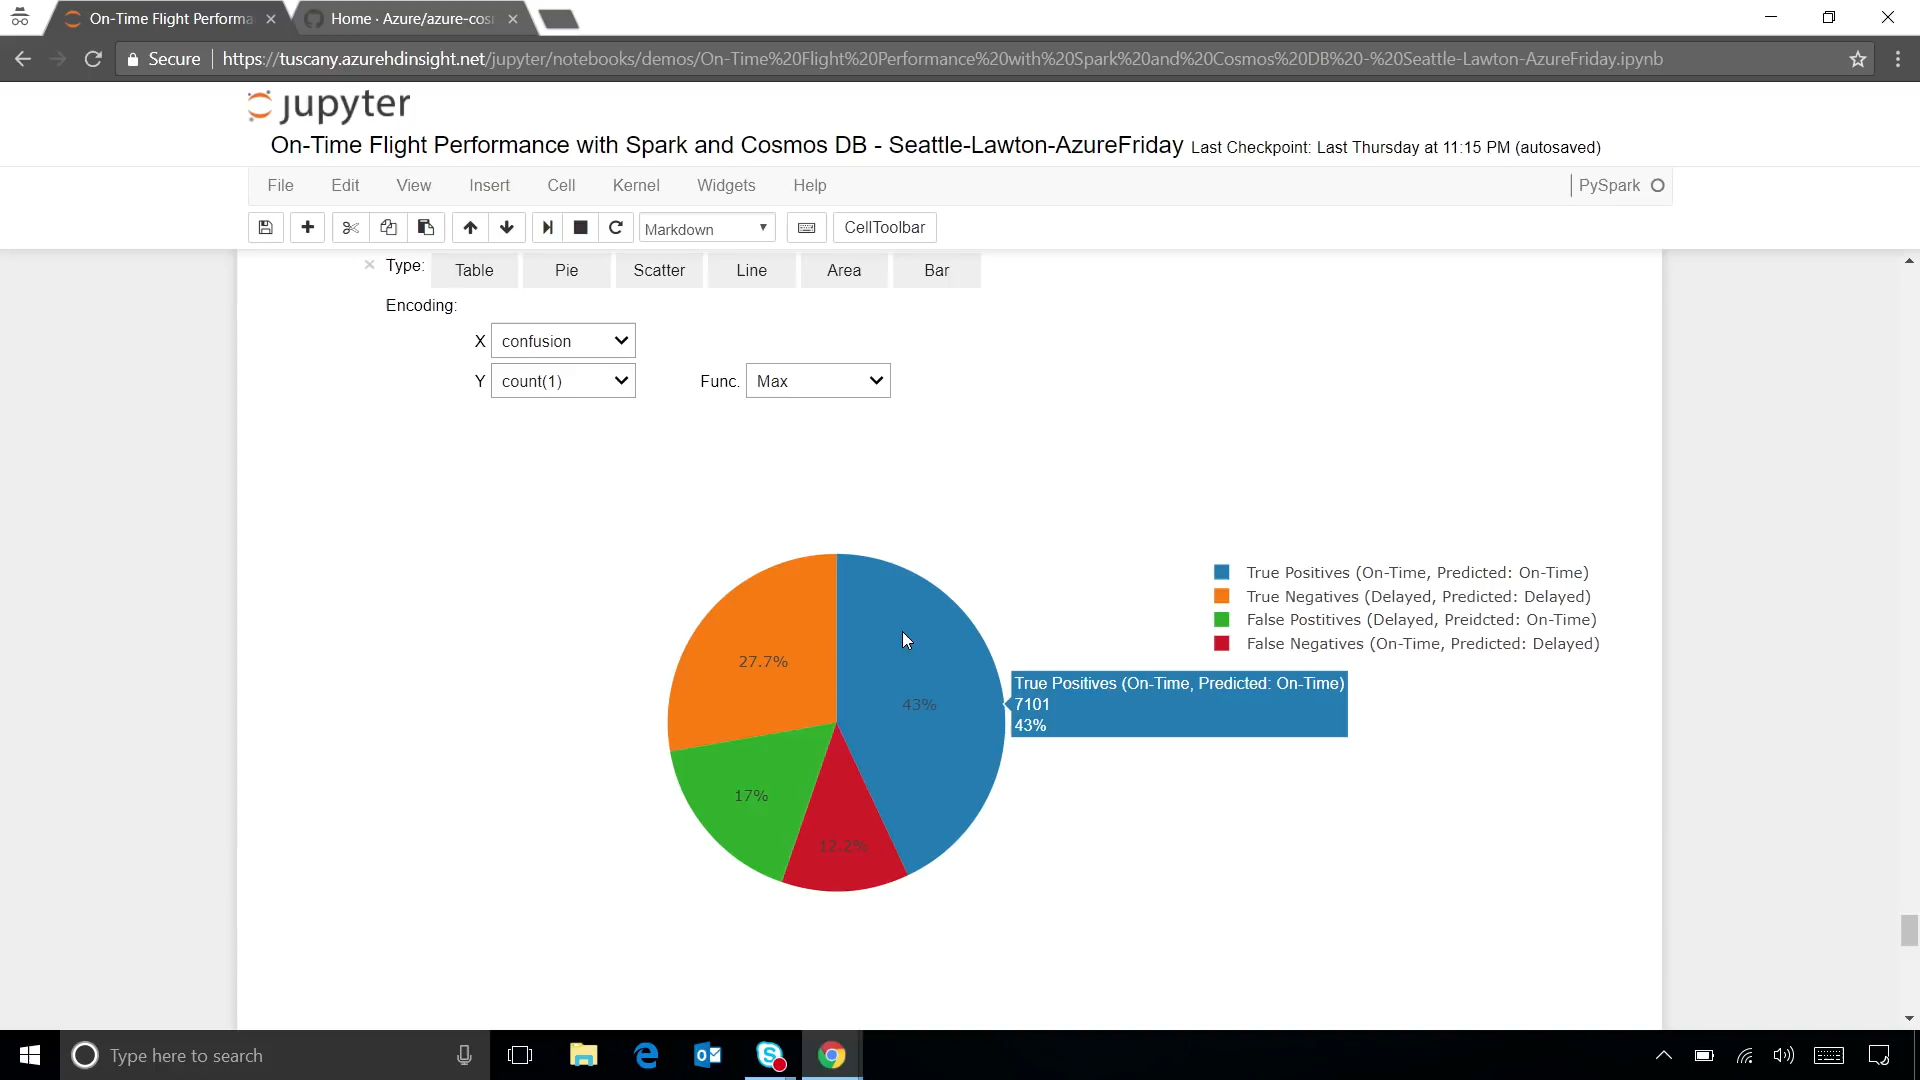 On-Time Flight Performa
Home · Azure/azure-cos
Secure
https://tuscany.azurehdinsight.net/jupyter/notebooks/demos/On-Time%20Flight%20Performance%20with%20Spark%20and%20Cosmos%20DB%20-%20Seattle-Lawton-AzureFriday.ipynb
jupyter
On-Time Flight Performance with Spark and Cosmos DB - Seattle-Lawton-AzureFriday Last Checkpoint: Last Thursday at 11:15 PM (autosaved)
File Edit View Insert Cell Kernel Widgets Help PySpark
Markdown CellToolbar
Type: Table Pie Scatter Line Area Bar
Encoding:
X confusion
Y count(1) Func. Max
True Positives (On-Time, Predicted: On-Time)
True Negatives (Delayed, Predicted: Delayed)
False Postitives (Delayed, Preidcted: On-Time)
False Negatives (On-Time, Predicted: Delayed)
27.7%
43%
17%
12.2%
True Positives (On-Time, Predicted: On-Time)
7101
43%
Type here to search